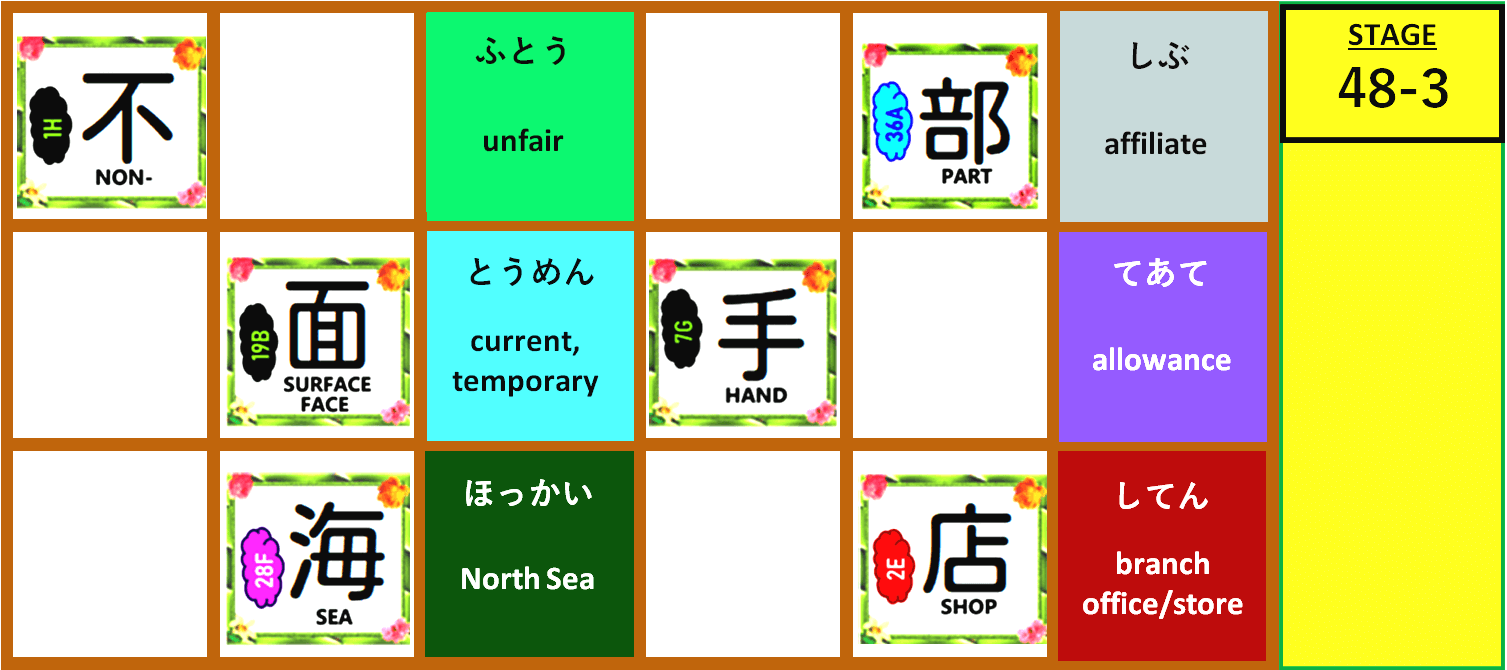 1H
不
NON-
ふとう
unfair
36A
部
PART
しぶ
affiliate
STAGE
48-3
19B
面
SURFACE
FACE
とうめん
current,
temporary
7G
手
HAND
てあて
allowance
28F
海
SEA
ほっかい
North Sea
2E
店
SHOP
してん
branch
office/store